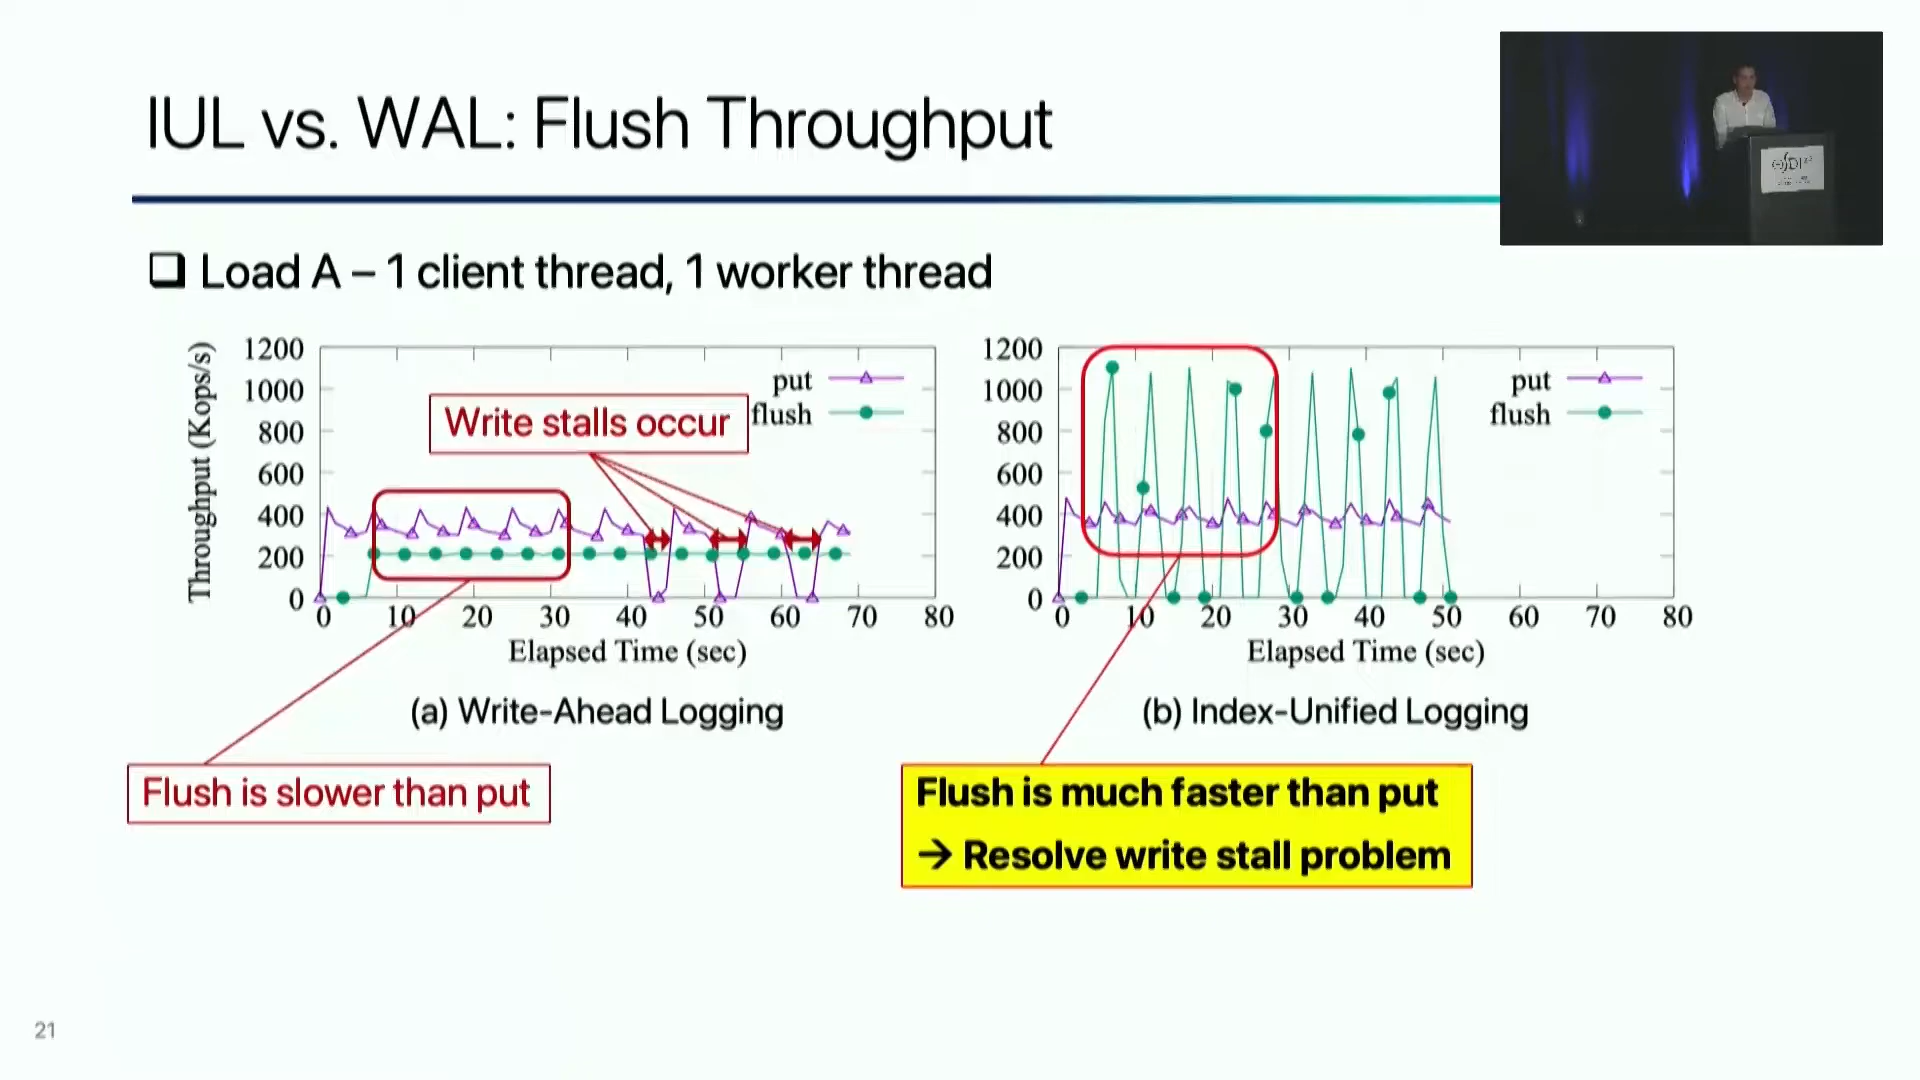 IUL vs. WAL: Flush Throughput
Load A – 1 client thread, 1 worker thread
Throughput (Kops/s)
1200
1000
800
600
400
200
0
put
flush
Write stalls occur
0 10 20 30 40 50 60 70 80
Elapsed Time (sec)
(a) Write-Ahead Logging
Flush is slower than put
1200
1000
800
600
400
200
0
put
flush
0 10 20 30 40 50 60 70 80
Elapsed Time (sec)
(b) Index-Unified Logging
Flush is much faster than put
→ Resolve write stall problem
21